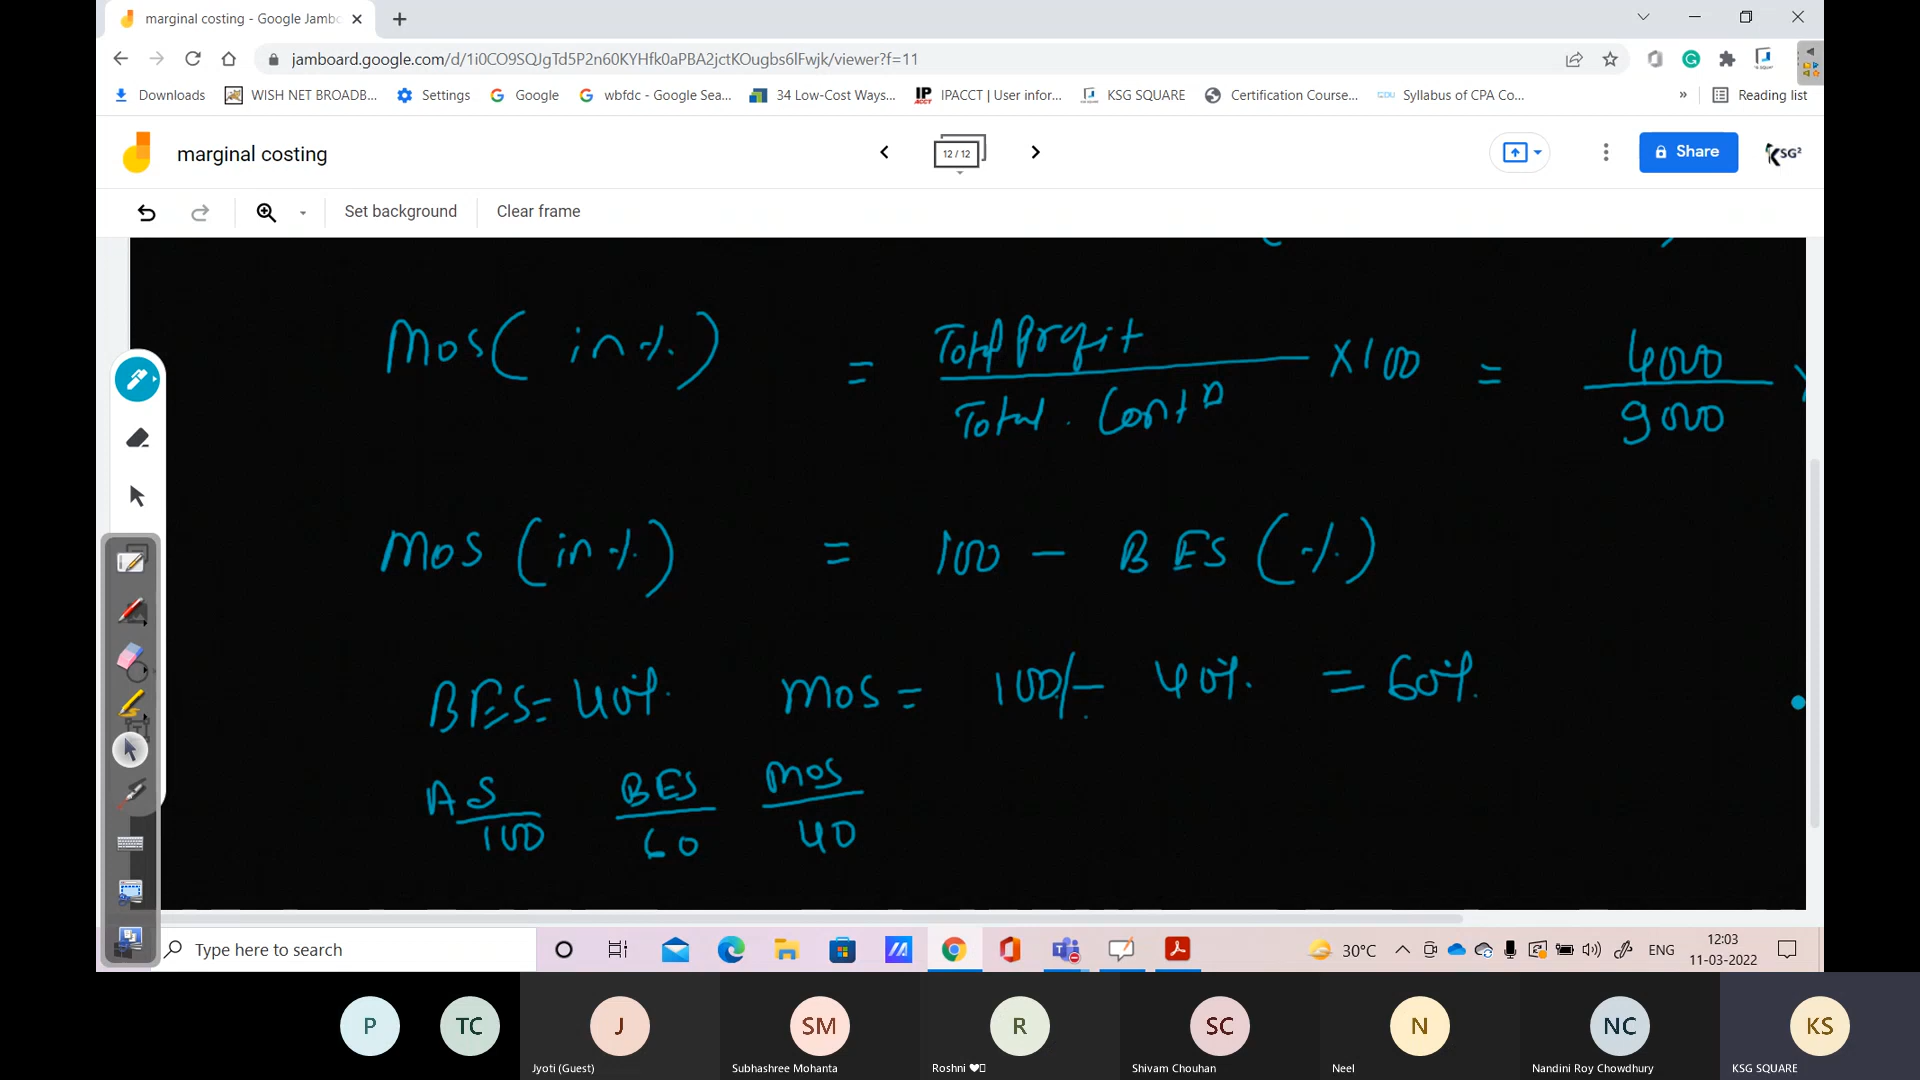 marginal costing - Google Jambo
jamboard.google.com/d/1i0CO9SQJgTd5P2n60KYHfk0aPBA2jctKOugbs6lFwjk/viewer?f=11
Downloads WISH NET BROADB... Settings Google wbfdc - Google Sea... 34 Low-Cost Ways... IPACCT | User infor... KSG SQUARE Certification Course... Syllabus of CPA Co... » Reading list
marginal costing 12 / 12 Share KSG²
Set background Clear frame
MOS( in %) = Total Profit / Total. Contⁿ X100 = 4000 / 9000
MOS (in %) = 100 - BES (%)
BES= 40%. MOS = 100%- 40%. = 60%.
AS BES MOS
100 60 40
Type here to search 30°C ENG 12:03
11-03-2022
P TC J SM R SC N NC KS
Jyoti (Guest) Subhashree Mohanta Roshni ❤ Shivam Chouhan Neel Nandini Roy Chowdhury KSG SQUARE